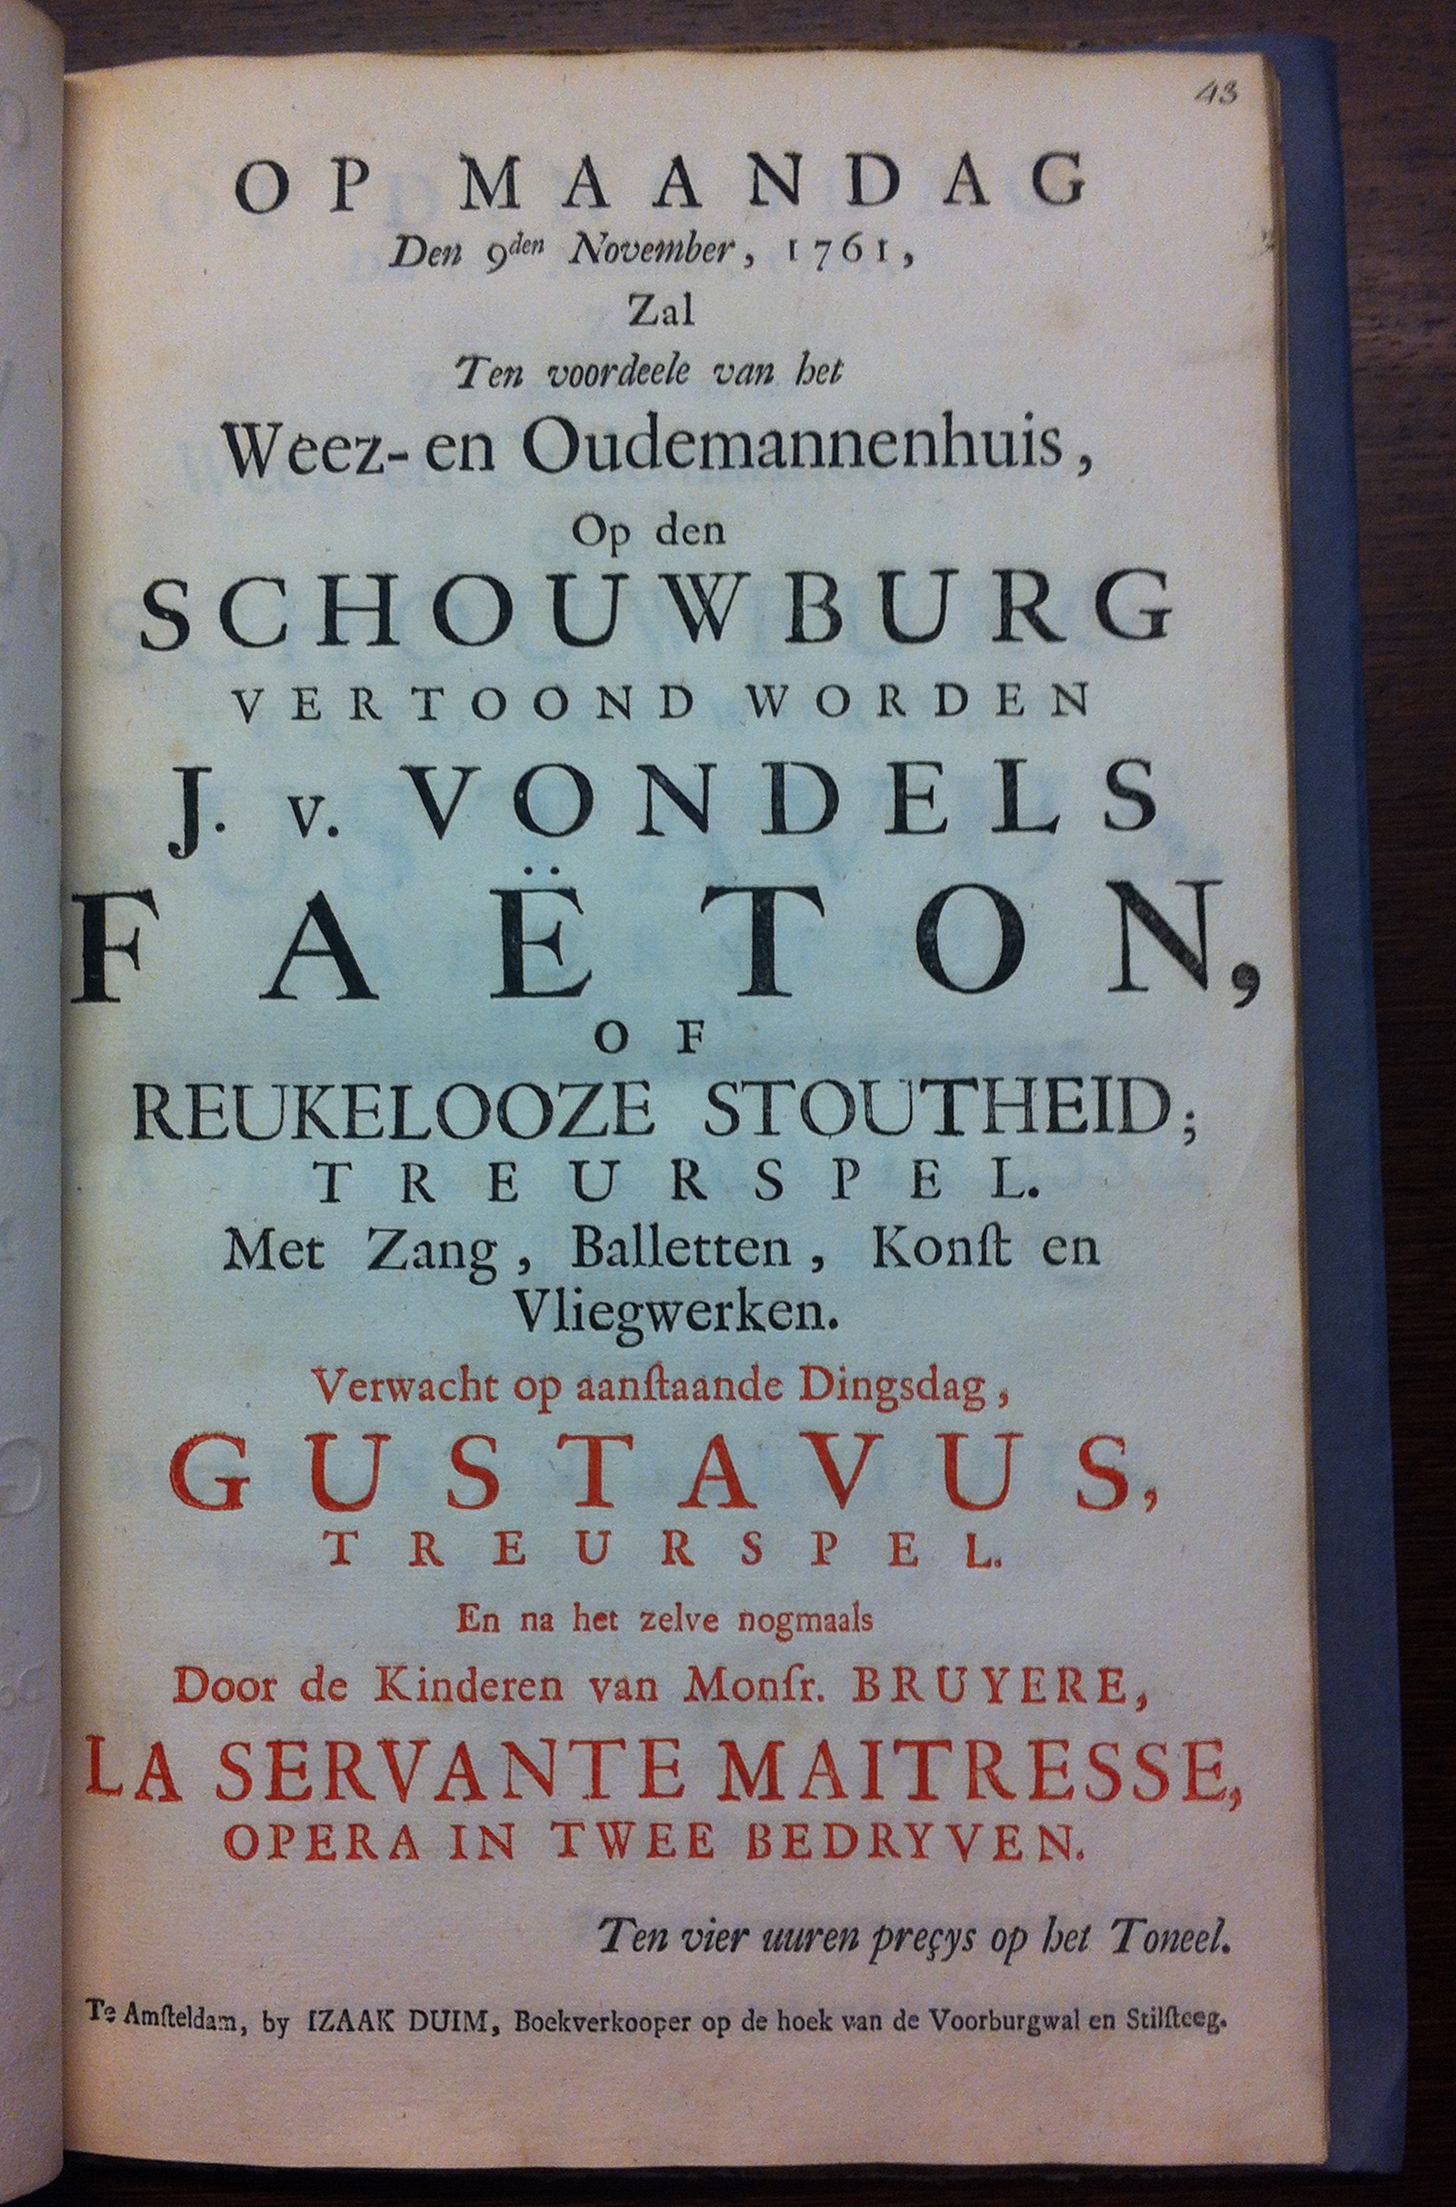 43
OP MAANDAG
Den 9den November, 1761,
Zal
Ten voordeele van het
Weez- en Oudemannenhuis,
Op den
SCHOUWBURG
VERTOOND WORDEN
J. v. VONDELS
FAËTON,
OF
REUKELOOZE STOUTHEID;
TREURSPEL.
Met Zang, Balletten, Konſt en
Vliegwerken.
Verwacht op aanſtaande Dingsdag,
GUSTAVUS,
TREURSPEL.
En na het zelve nogmaals
Door de Kinderen van Monſr. BRUYERE,
LA SERVANTE MAITRESSE,
OPERA IN TWEE BEDRYVEN.
Ten vier uuren preçys op het Toneel.
Te Amſteldam, by IZAAK DUIM, Boekverkooper op de hoek van de Voorburgwal en Stilſteeg.